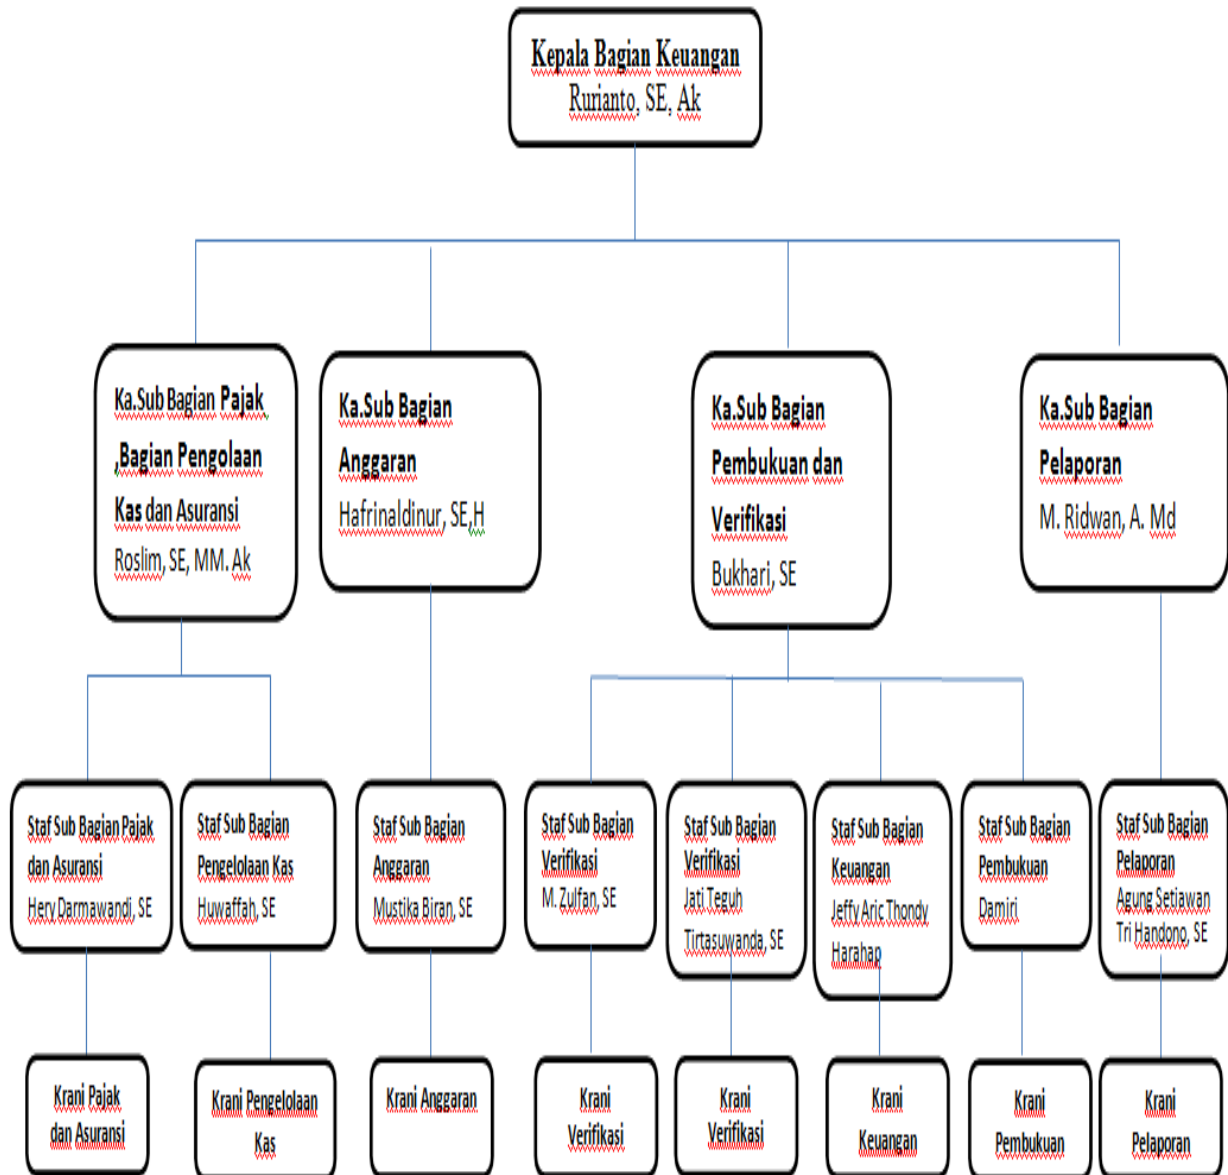 Kepala Bagian Keuangan
Rurianto, SE, Ak
Ka.Sub Bagian Pajak
,Bagian Pengolaan
Kas dan Asuransi
Roslim, SE, MM. Ak
Ka.Sub Bagian
Anggaran
Hafrinaldinur, SE,H
Ka.Sub Bagian
Pembukuan dan
Verifikasi
Bukhari, SE
Ka.Sub Bagian
Pelaporan
M. Ridwan, A. Md
Staf Sub Bagian Pajak
dan Asuransi
Hery Darmawandi, SE
Staf Sub Bagian
Pengelolaan Kas
Huwaffah, SE
Staf Sub Bagian
Anggaran
Mustika Biran, SE
Staf Sub Bagian
Verifikasi
M. Zulfan, SE
Staf Sub Bagian
Verifikasi
Jati Teguh
Tirtasuwanda, SE
Staf Sub Bagian
Keuangan
Jeffy Aric Thondy
Harahap
Staf Sub Bagian
Pembukuan
Damiri
Staf Sub Bagian
Pelaporan
Agung Setiawan
Tri Handono, SE
Krani Pajak
dan Asuransi
Krani Pengelolaan
Kas
Krani Anggaran
Krani
Verifikasi
Krani
Verifikasi
Krani
Keuangan
Krani
Pembukuan
Krani
Pelaporan